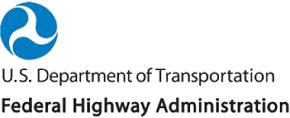 U.S. Department of Transportation
Federal Highway Administration